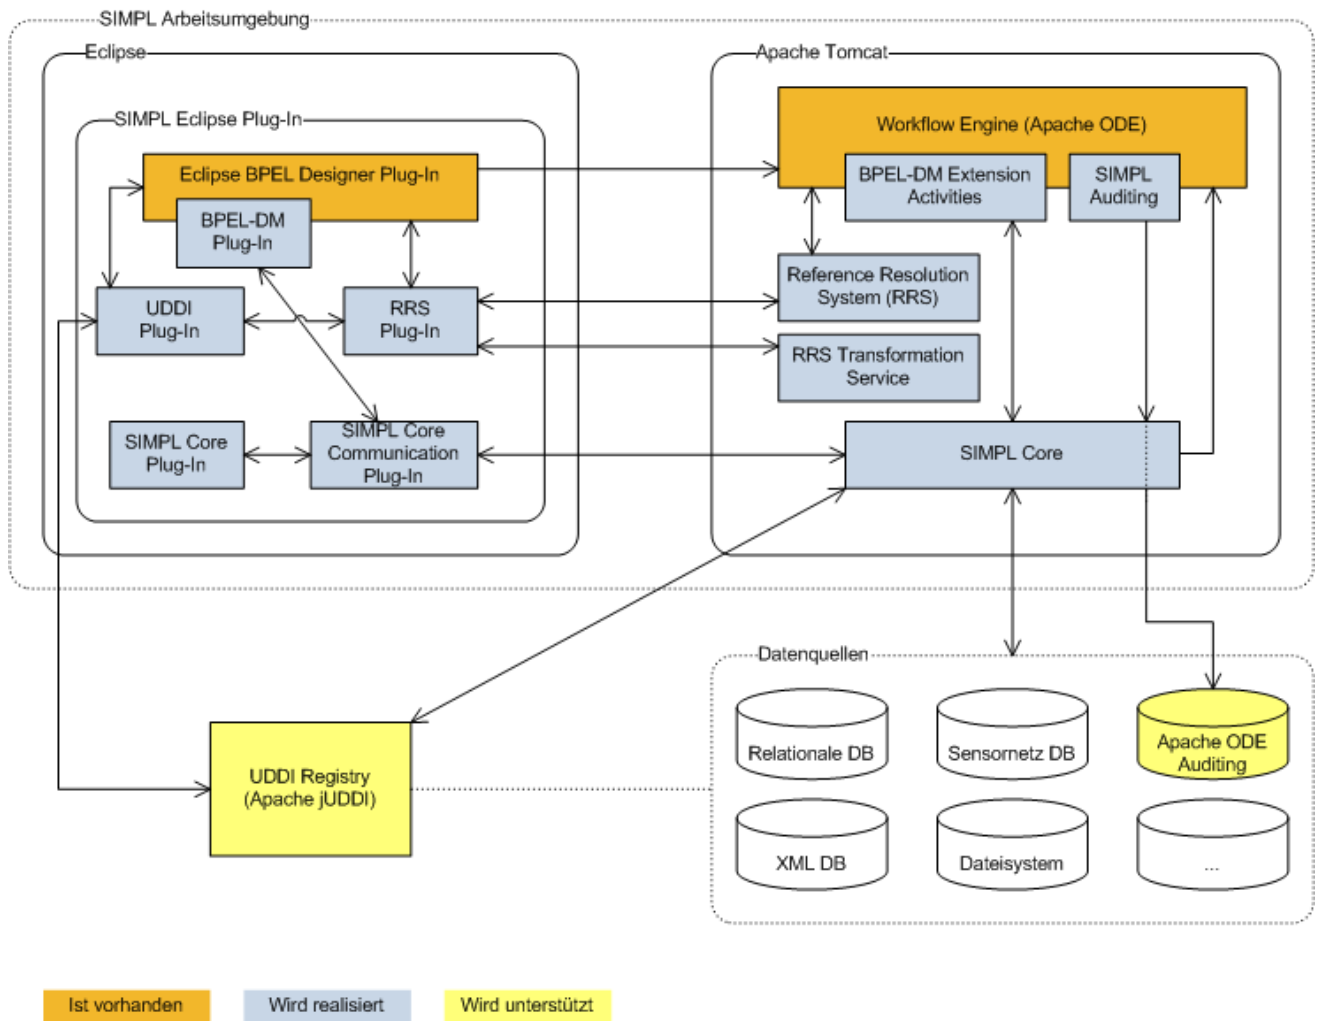 SIMPL Arbeitsumgebung
Eclipse
Apache Tomcat
SIMPL Eclipse Plug-In
Workflow Engine (Apache ODE)
Eclipse BPEL Designer Plug-In
BPEL-DM Extension
Activities
SIMPL
Auditing
BPEL-DM
Plug-In
Reference Resolution
System (RRS)
UDDI
Plug-In
RRS
Plug-In
RRS Transformation
Service
SIMPL Core
Plug-In
SIMPL Core
Communication
Plug-In
SIMPL Core
Datenquellen
Relationale DB
Sensornetz DB
Apache ODE
Auditing
UDDI Registry
(Apache jUDDI)
XML DB
Dateisystem
...
Ist vorhanden
Wird realisiert
Wird unterstützt